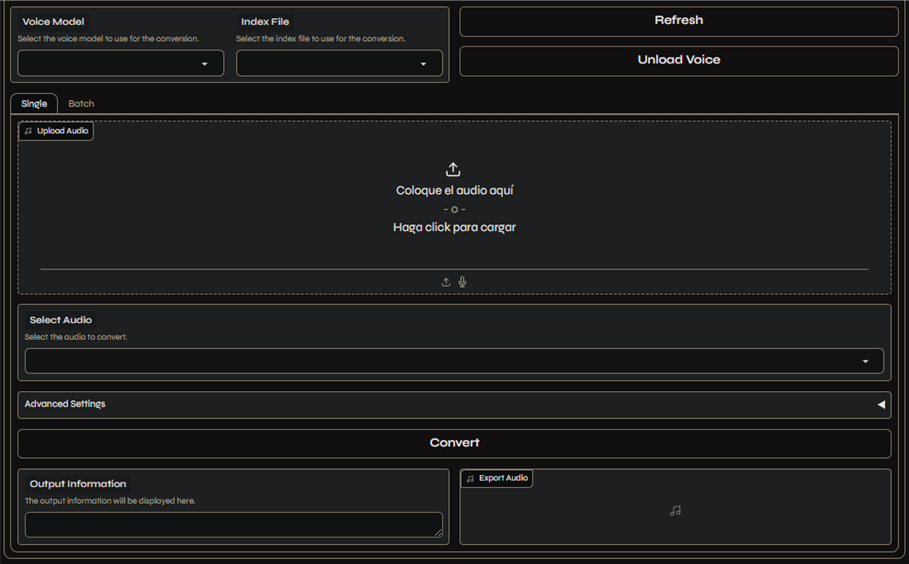 Voice Model
Select the voice model to use for the conversion.
Index File
Select the index file to use for the conversion.
Refresh
Unload Voice
Single
Batch
Upload Audio
Coloque el audio aquí
- o -
Haga click para cargar
Select Audio
Select the audio to convert.
Advanced Settings
Convert
Output Information
The output information will be displayed here.
Export Audio